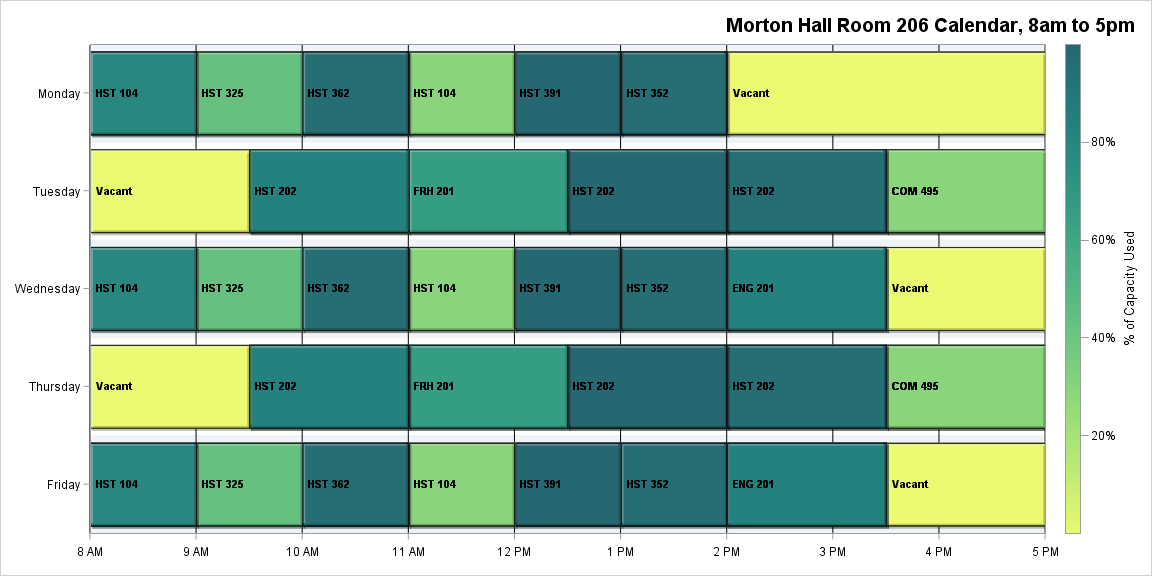 Morton Hall Room 206 Calendar, 8am to 5pm
Monday HST 104 HST 325 HST 362 HST 104 HST 391 HST 352 Vacant
80%
Tuesday Vacant HST 202 FRH 201 HST 202 HST 202 COM 495
60%
Wednesday HST 104 HST 325 HST 362 HST 104 HST 391 HST 352 ENG 201 Vacant
% of Capacity Used
40%
Thursday Vacant HST 202 FRH 201 HST 202 HST 202 COM 495
20%
Friday HST 104 HST 325 HST 362 HST 104 HST 391 HST 352 ENG 201 Vacant
8 AM 9 AM 10 AM 11 AM 12 PM 1 PM 2 PM 3 PM 4 PM 5 PM